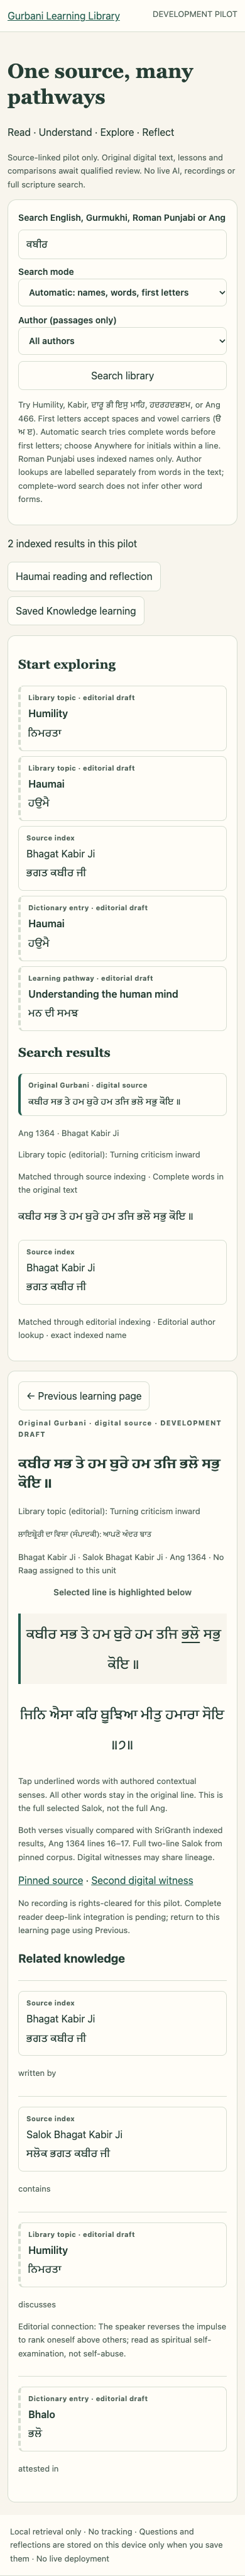 Gurbani Learning Library
DEVELOPMENT PILOT
One source, many
pathways
Read · Understand · Explore · Reflect
Source-linked pilot only. Original digital text, lessons and
comparisons await qualified review. No live AI, recordings or
full scripture search.
Search English, Gurmukhi, Roman Punjabi or Ang
ਕਬੀਰ
Search mode
Automatic: names, words, first letters
Author (passages only)
All authors
Search library
Try Humility, Kabir, ਦਾਰੂ ਭੀ ਇਸੁ ਮਾਹਿ, ਹਦਰਹਦਭੲਸਮ, or Ang
466. First letters accept spaces and vowel carriers (ੳ
ਅ ੲ). Automatic search tries complete words before
first letters; choose Anywhere for initials within a line.
Roman Punjabi uses indexed names only. Author
lookups are labelled separately from words in the text;
complete-word search does not infer other word
forms.
2 indexed results in this pilot
Haumai reading and reflection
Saved Knowledge learning
Start exploring
Library topic · editorial draft
Humility
ਨਿਮਰਤਾ
Library topic · editorial draft
Haumai
ਹਉਮੈ
Source index
Bhagat Kabir Ji
ਭਗਤ ਕਬੀਰ ਜੀ
Dictionary entry · editorial draft
Haumai
ਹਉਮੈ
Learning pathway · editorial draft
Understanding the human mind
ਮਨ ਦੀ ਸਮਝ
Search results
Original Gurbani · digital source
ਕਬੀਰ ਸਭ ਤੇ ਹਮ ਬੁਰੇ ਹਮ ਤਜਿ ਭਲੋ ਸਭੁ ਕੋਇ ॥
Ang 1364 · Bhagat Kabir Ji
Library topic (editorial): Turning criticism inward
Matched through source indexing · Complete words in
the original text
ਕਬੀਰ ਸਭ ਤੇ ਹਮ ਬੁਰੇ ਹਮ ਤਜਿ ਭਲੋ ਸਭੁ ਕੋਇ ॥
Source index
Bhagat Kabir Ji
ਭਗਤ ਕਬੀਰ ਜੀ
Matched through editorial indexing · Editorial author
lookup · exact indexed name
← Previous learning page
Original Gurbani · digital source · DEVELOPMENT
DRAFT
ਕਬੀਰ ਸਭ ਤੇ ਹਮ ਬੁਰੇ ਹਮ ਤਜਿ ਭਲੋ ਸਭੁ
ਕੋਇ ॥
Library topic (editorial): Turning criticism inward
ਲਾਇਬ੍ਰੇਰੀ ਦਾ ਵਿਸ਼ਾ (ਸੰਪਾਦਕੀ): ਆਪਣੇ ਅੰਦਰ ਝਾਤ
Bhagat Kabir Ji · Salok Bhagat Kabir Ji · Ang 1364 · No
Raag assigned to this unit
Selected line is highlighted below
ਕਬੀਰ ਸਭ ਤੇ ਹਮ ਬੁਰੇ ਹਮ ਤਜਿ ਭਲੋ ਸਭੁ
ਕੋਇ ॥
ਜਿਨਿ ਐਸਾ ਕਰਿ ਬੂਝਿਆ ਮੀਤੁ ਹਮਾਰਾ ਸੋਇ
॥੭॥
Tap underlined words with authored contextual
senses. All other words stay in the original line. This is
the full selected Salok, not the full Ang.
Both verses visually compared with SriGranth indexed
results, Ang 1364 lines 16–17. Full two-line Salok from
pinned corpus. Digital witnesses may share lineage.
Pinned source · Second digital witness
No recording is rights-cleared for this pilot. Complete
reader deep-link integration is pending; return to this
learning page using Previous.
Related knowledge
Source index
Bhagat Kabir Ji
ਭਗਤ ਕਬੀਰ ਜੀ
written by
Source index
Salok Bhagat Kabir Ji
ਸਲੋਕ ਭਗਤ ਕਬੀਰ ਜੀ
contains
Library topic · editorial draft
Humility
ਨਿਮਰਤਾ
discusses
Editorial connection: The speaker reverses the impulse
to rank oneself above others; read as spiritual self-
examination, not self-abuse.
Dictionary entry · editorial draft
Bhalo
ਭਲੋ
attested in
Local retrieval only · No tracking · Questions and
reflections are stored on this device only when you save
them · No live deployment